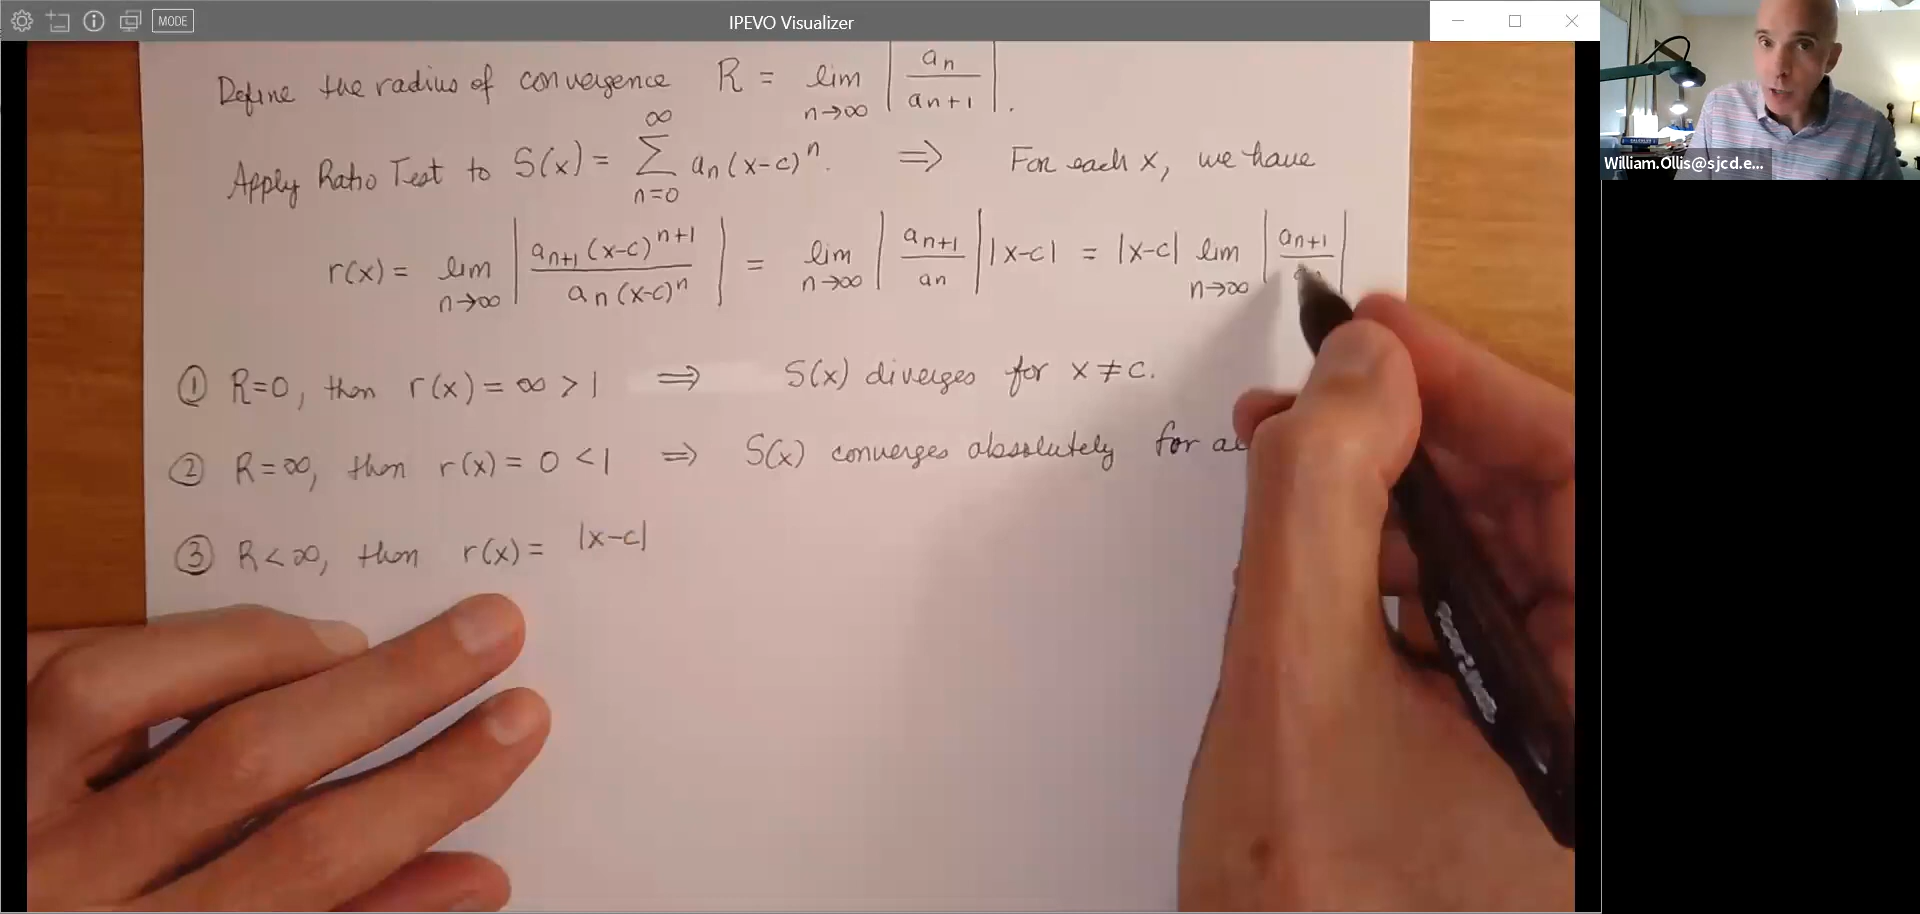 MODE
IPEVO Visualizer
Define the radius of convergence R = lim n→∞ |an/an+1|.
Apply Ratio Test to S(x) = ∞ Σ n=0 an(x-c)^n. ⇒ For each x, we have
r(x) = lim n→∞ |an+1(x-c)^n+1 / an(x-c)^n| = lim n→∞ |an+1/an| |x-c| = |x-c| lim n→∞ |an+1/an|
① R=0, then r(x) = ∞ > 1 ⇒ S(x) diverges for x ≠ c.
② R=∞, then r(x) = 0 < 1 ⇒ S(x) converges absolutely for
③ R<∞, then r(x) = |x-c|
William.Ollis@sjcd.e...